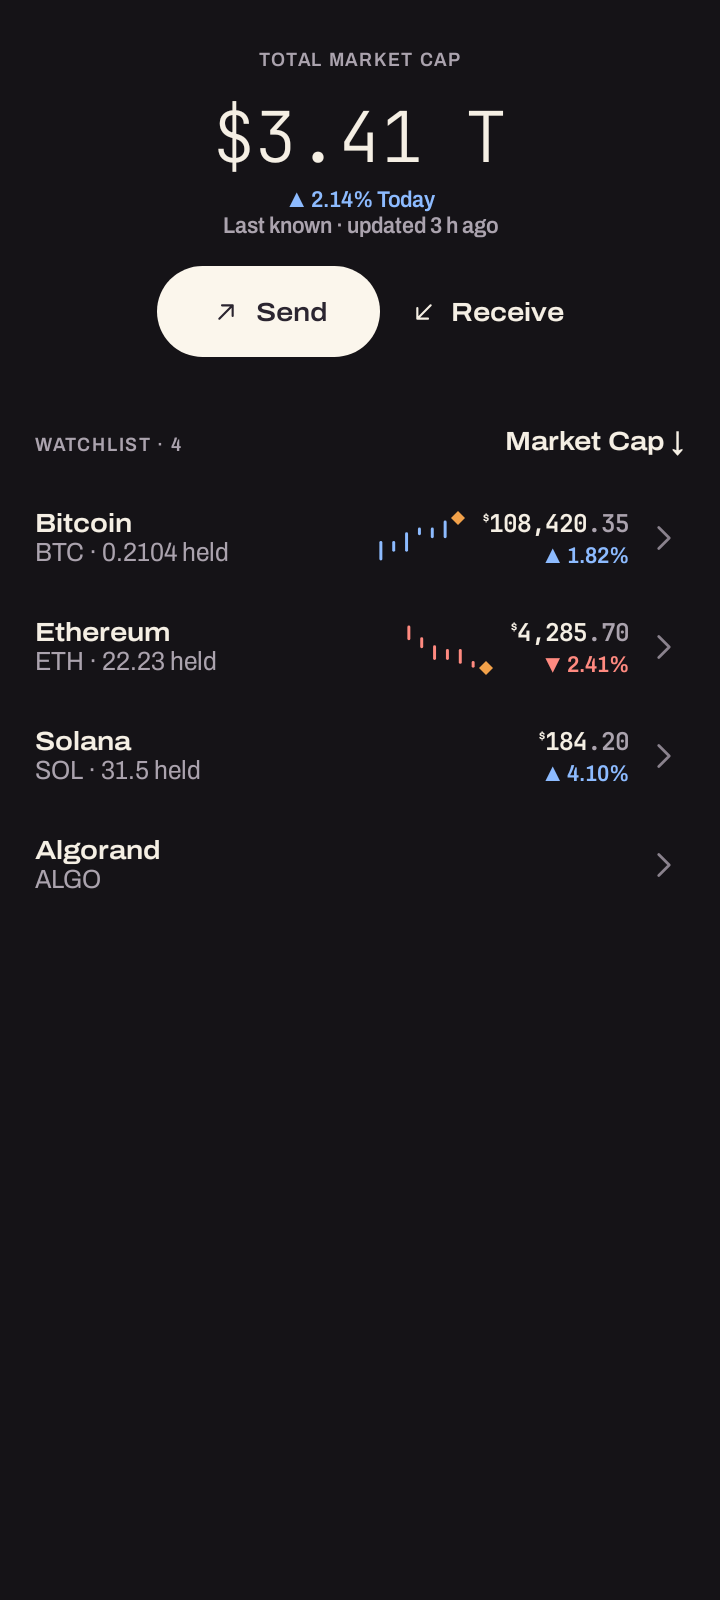 TOTAL MARKET CAP
$3.41 T
▲ 2.14% Today
Last known · updated 3 h ago
Send
Receive
WATCHLIST · 4
Market Cap ↓
Bitcoin
$108,420.35
BTC · 0.2104 held
▲ 1.82%
Ethereum
$4,285.70
ETH · 22.23 held
▼ 2.41%
Solana
$184.20
SOL · 31.5 held
▲ 4.10%
Algorand
ALGO